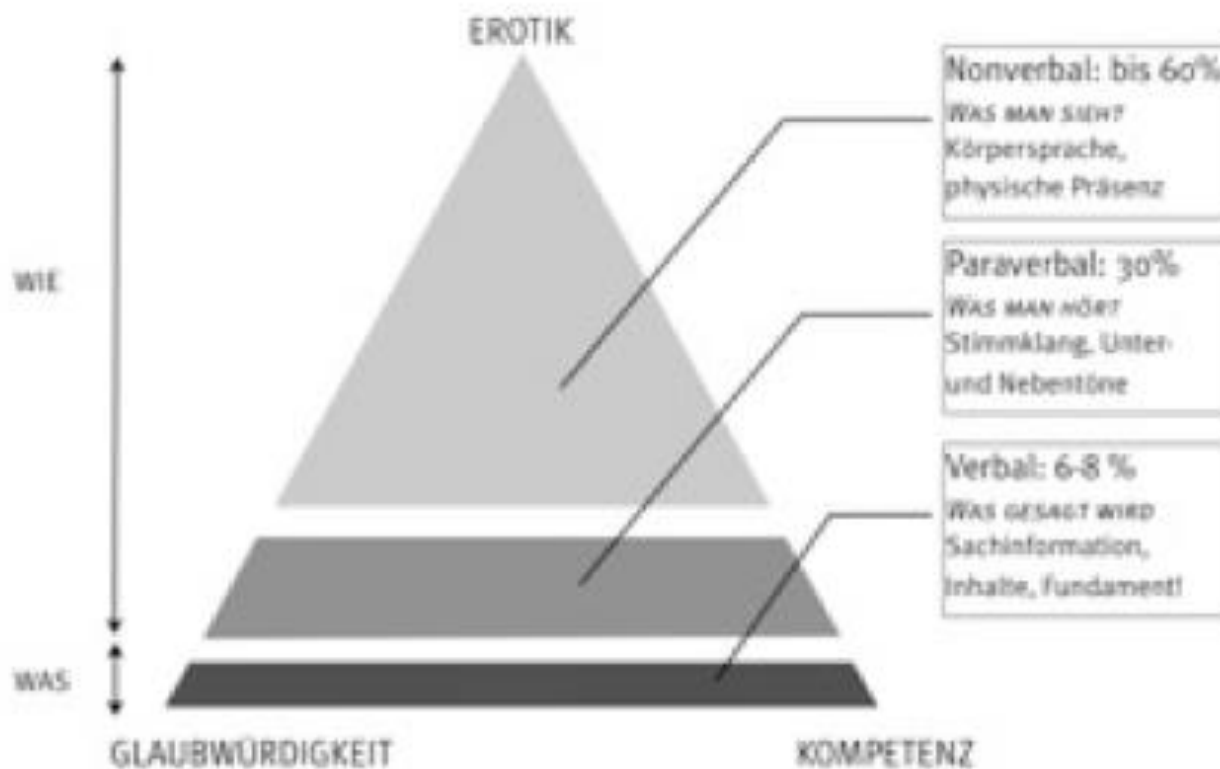 EROTIK
Nonverbal: bis 60%
WAS MAN SIEHT
Körpersprache,
physische Präsenz
WIE
Paraverbal: 30%
WAS MAN HÖRT
Stimmklang, Unter-
und Nebentöne
Verbal: 6-8 %
WAS GESAGT WIRD
Sachinformation,
Inhalte, Fundament!
WAS
GLAUBWÜRDIGKEIT
KOMPETENZ